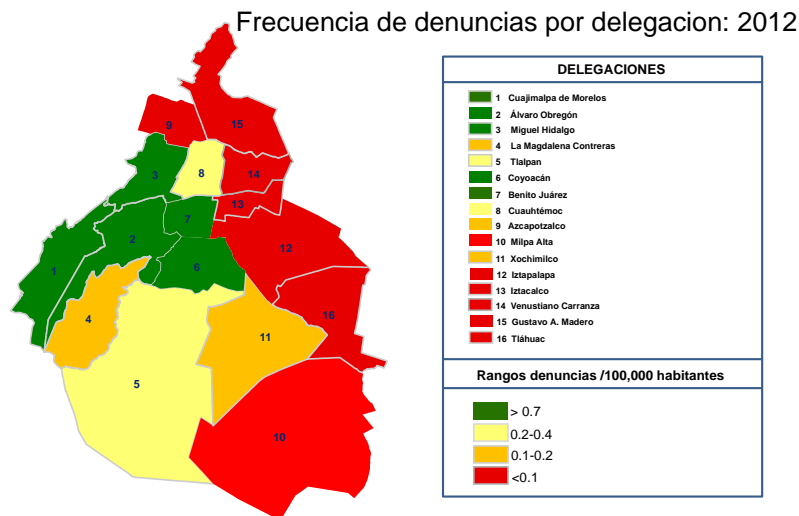 Frecuencia de denuncias por delegacion: 2012
DELEGACIONES
1 Cuajimalpa de Morelos
2 Álvaro Obregón
3 Miguel Hidalgo
4 La Magdalena Contreras
5 Tlalpan
6 Coyoacán
7 Benito Juárez
8 Cuauhtémoc
9 Azcapotzalco
10 Milpa Alta
11 Xochimilco
12 Iztapalapa
13 Iztacalco
14 Venustiano Carranza
15 Gustavo A. Madero
16 Tláhuac
Rangos denuncias /100,000 habitantes
> 0.7
0.2-0.4
0.1-0.2
<0.1
9
15
3
8
14
13
7
2
12
6
1
4
16
11
5
10